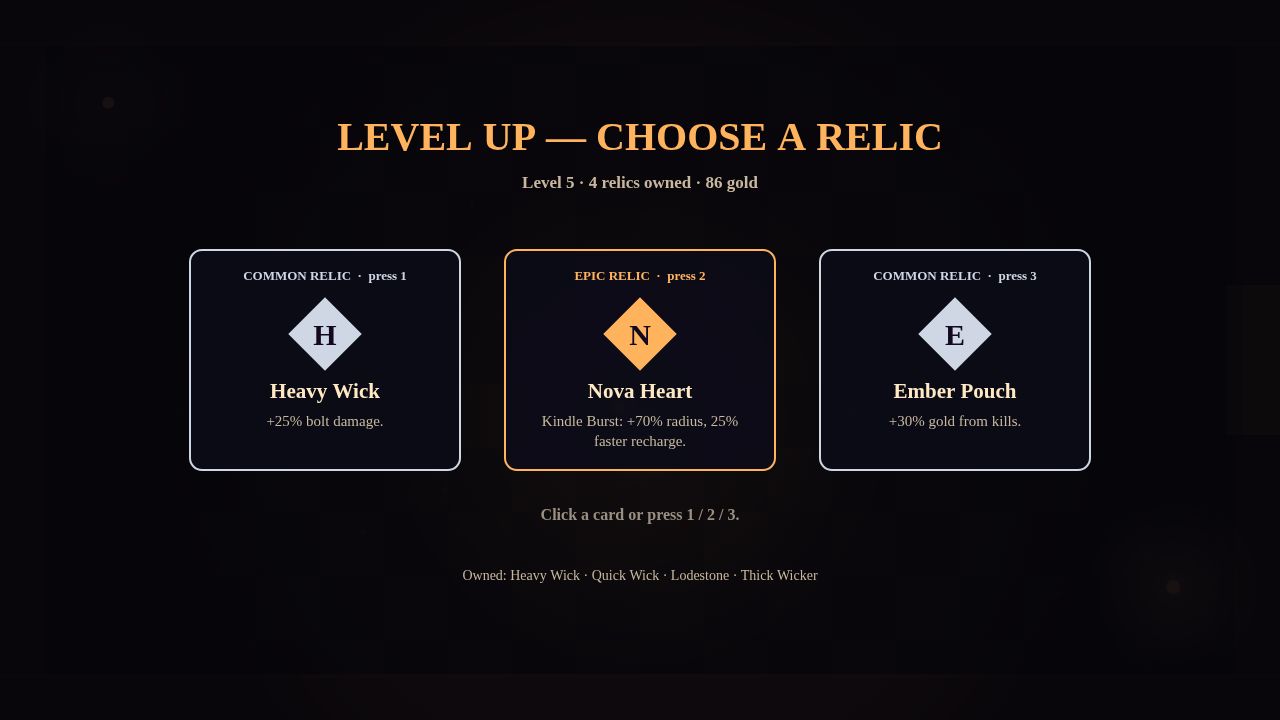 LEVEL UP — CHOOSE A RELIC
Level 5 · 4 relics owned · 86 gold
COMMON RELIC · press 1
H
Heavy Wick
+25% bolt damage.
EPIC RELIC · press 2
N
Nova Heart
Kindle Burst: +70% radius, 25%
faster recharge.
COMMON RELIC · press 3
E
Ember Pouch
+30% gold from kills.
Click a card or press 1 / 2 / 3.
Owned: Heavy Wick · Quick Wick · Lodestone · Thick Wicker